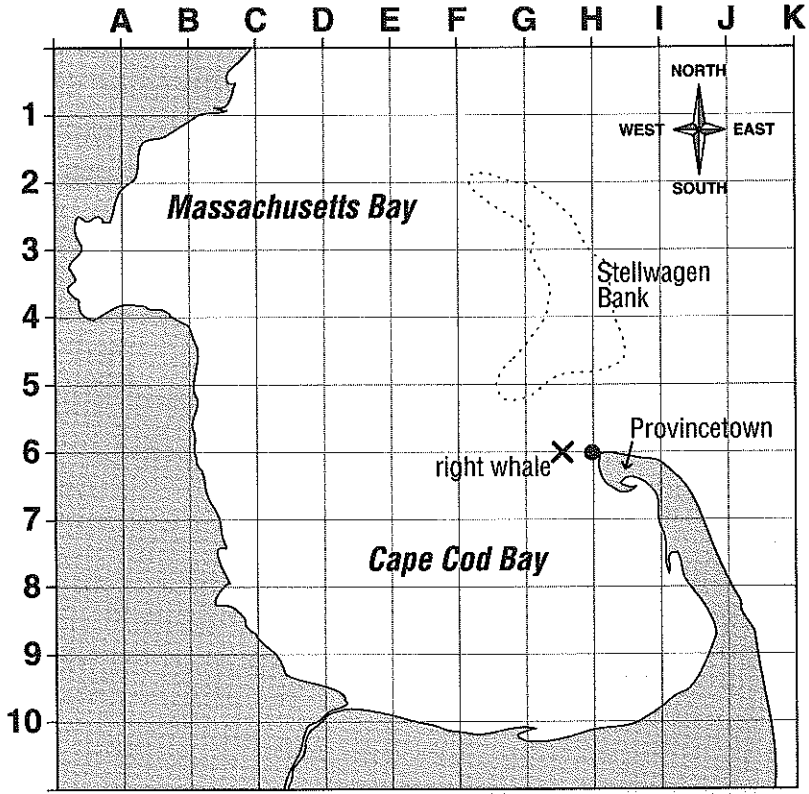 A B C D E F G H I J K
NORTH
1
WEST EAST
2
SOUTH
Massachusetts Bay
3
Stellwagen
Bank
4
5
Provincetown
6
right whale
7
Cape Cod Bay
8
9
10